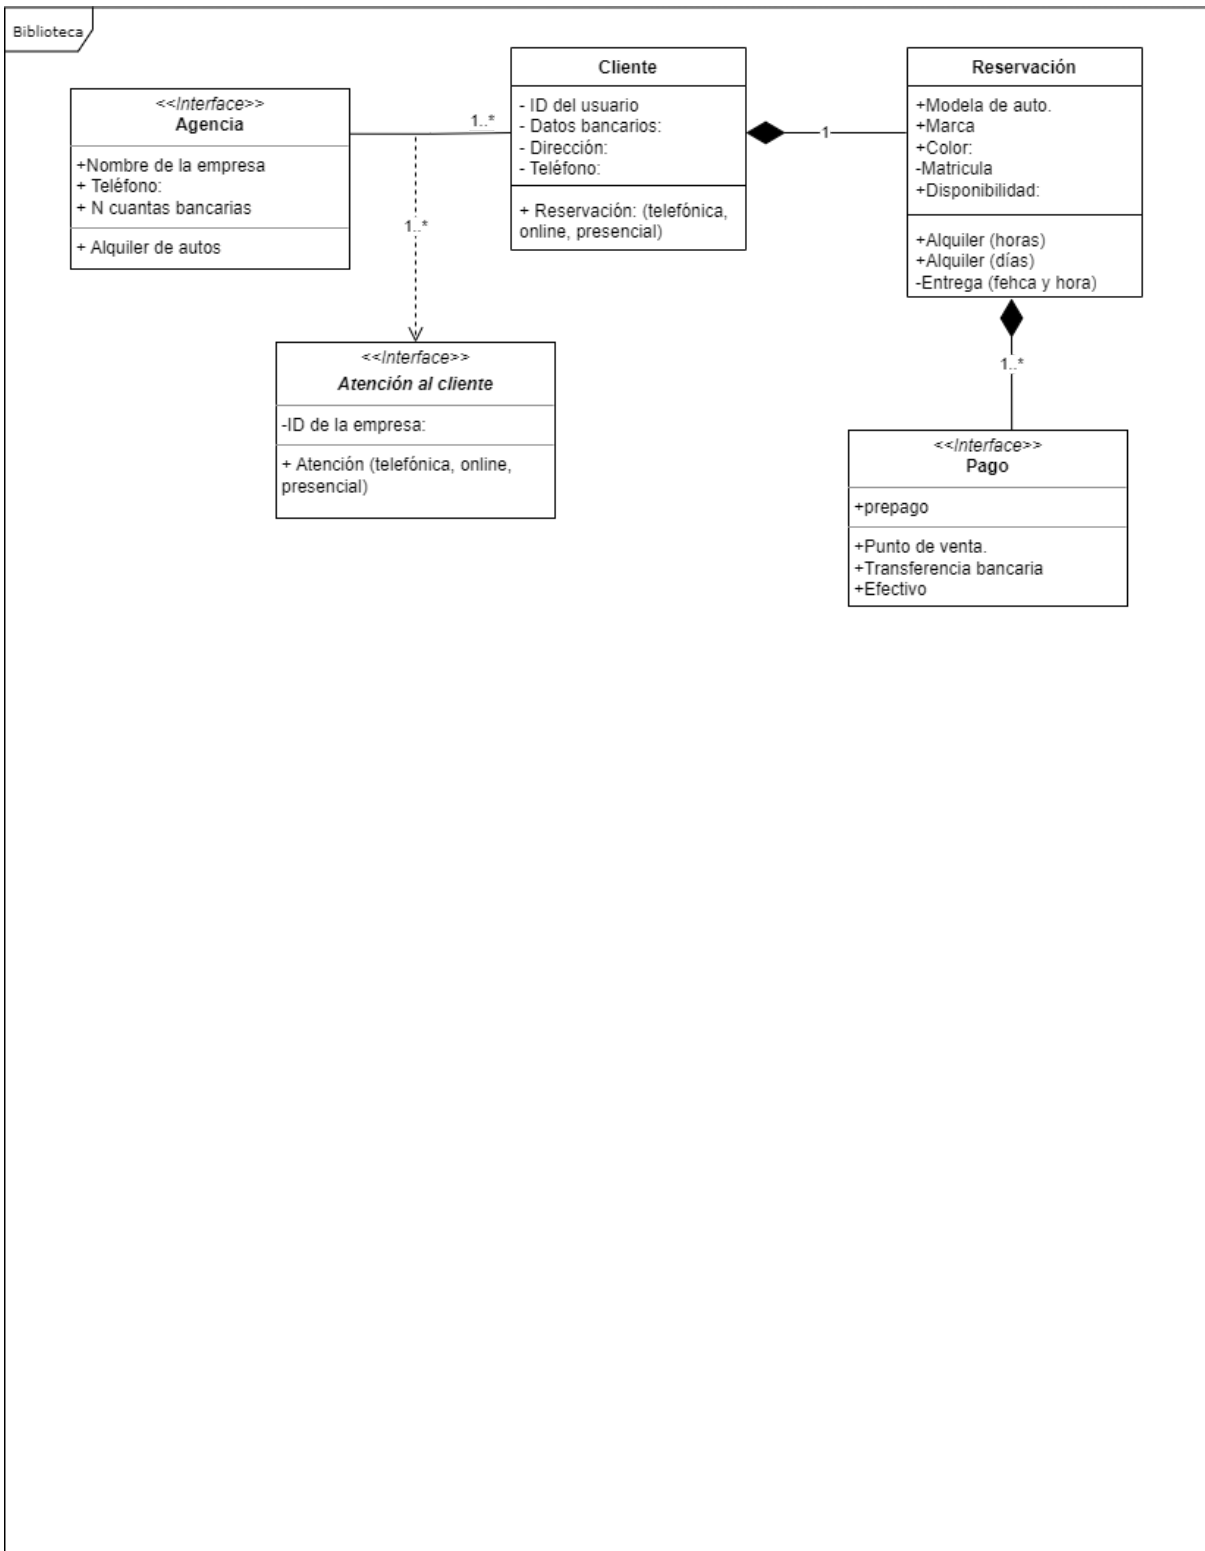 Biblioteca
<<Interface>>
Agencia
+Nombre de la empresa
+ Teléfono:
+ N cuantas bancarias
+ Alquiler de autos
1..*
Cliente
- ID del usuario
- Datos bancarios:
- Dirección:
- Teléfono:
+ Reservación: (telefónica,
online, presencial)
1
Reservación
+Modela de auto.
+Marca
+Color:
-Matricula
+Disponibilidad:
+Alquiler (horas)
+Alquiler (días)
-Entrega (fehca y hora)
1..*
<<Interface>>
Atención al cliente
-ID de la empresa:
+ Atención (telefónica, online,
presencial)
1..*
<<Interface>>
Pago
+prepago
+Punto de venta.
+Transferencia bancaria
+Efectivo